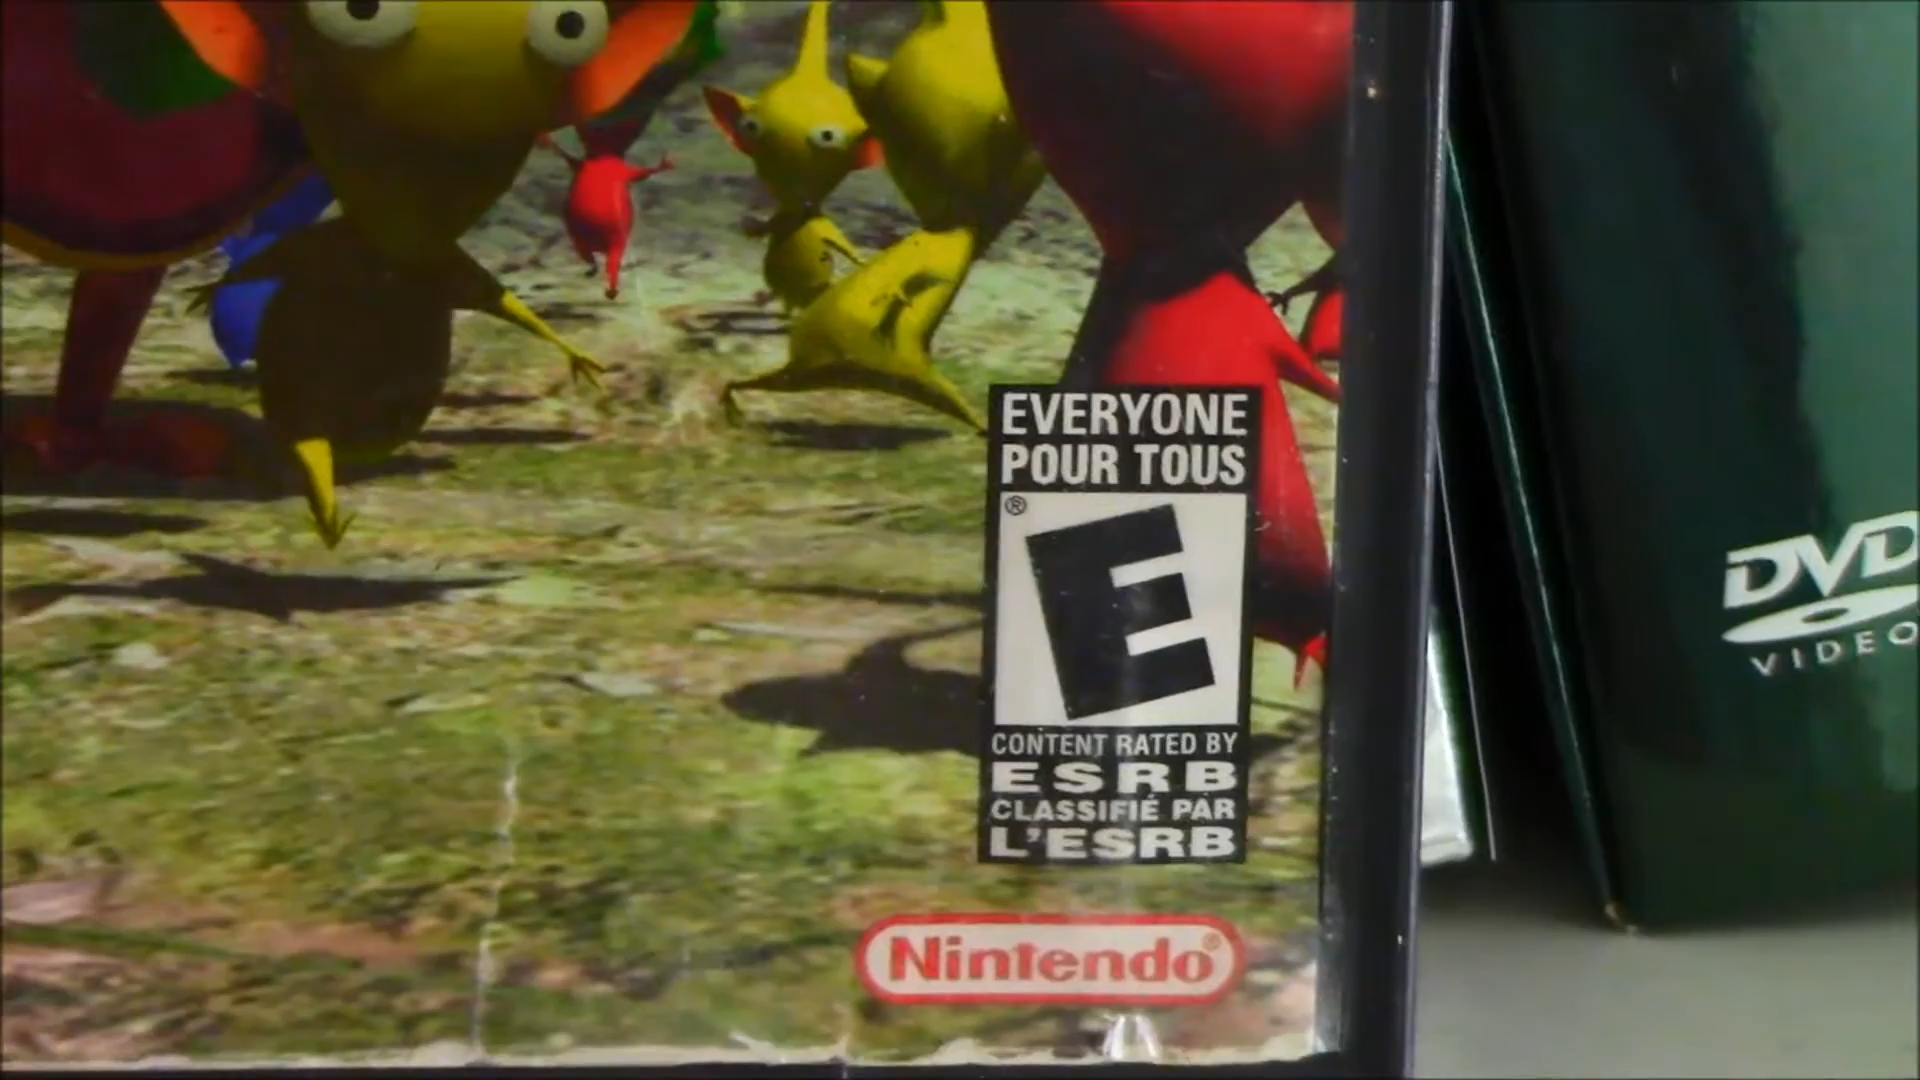 EVERYONE
POUR TOUS
®
E
CONTENT RATED BY
ESRB
CLASSIFIÉ PAR
L'ESRB
Nintendo®
DVD
VIDEO